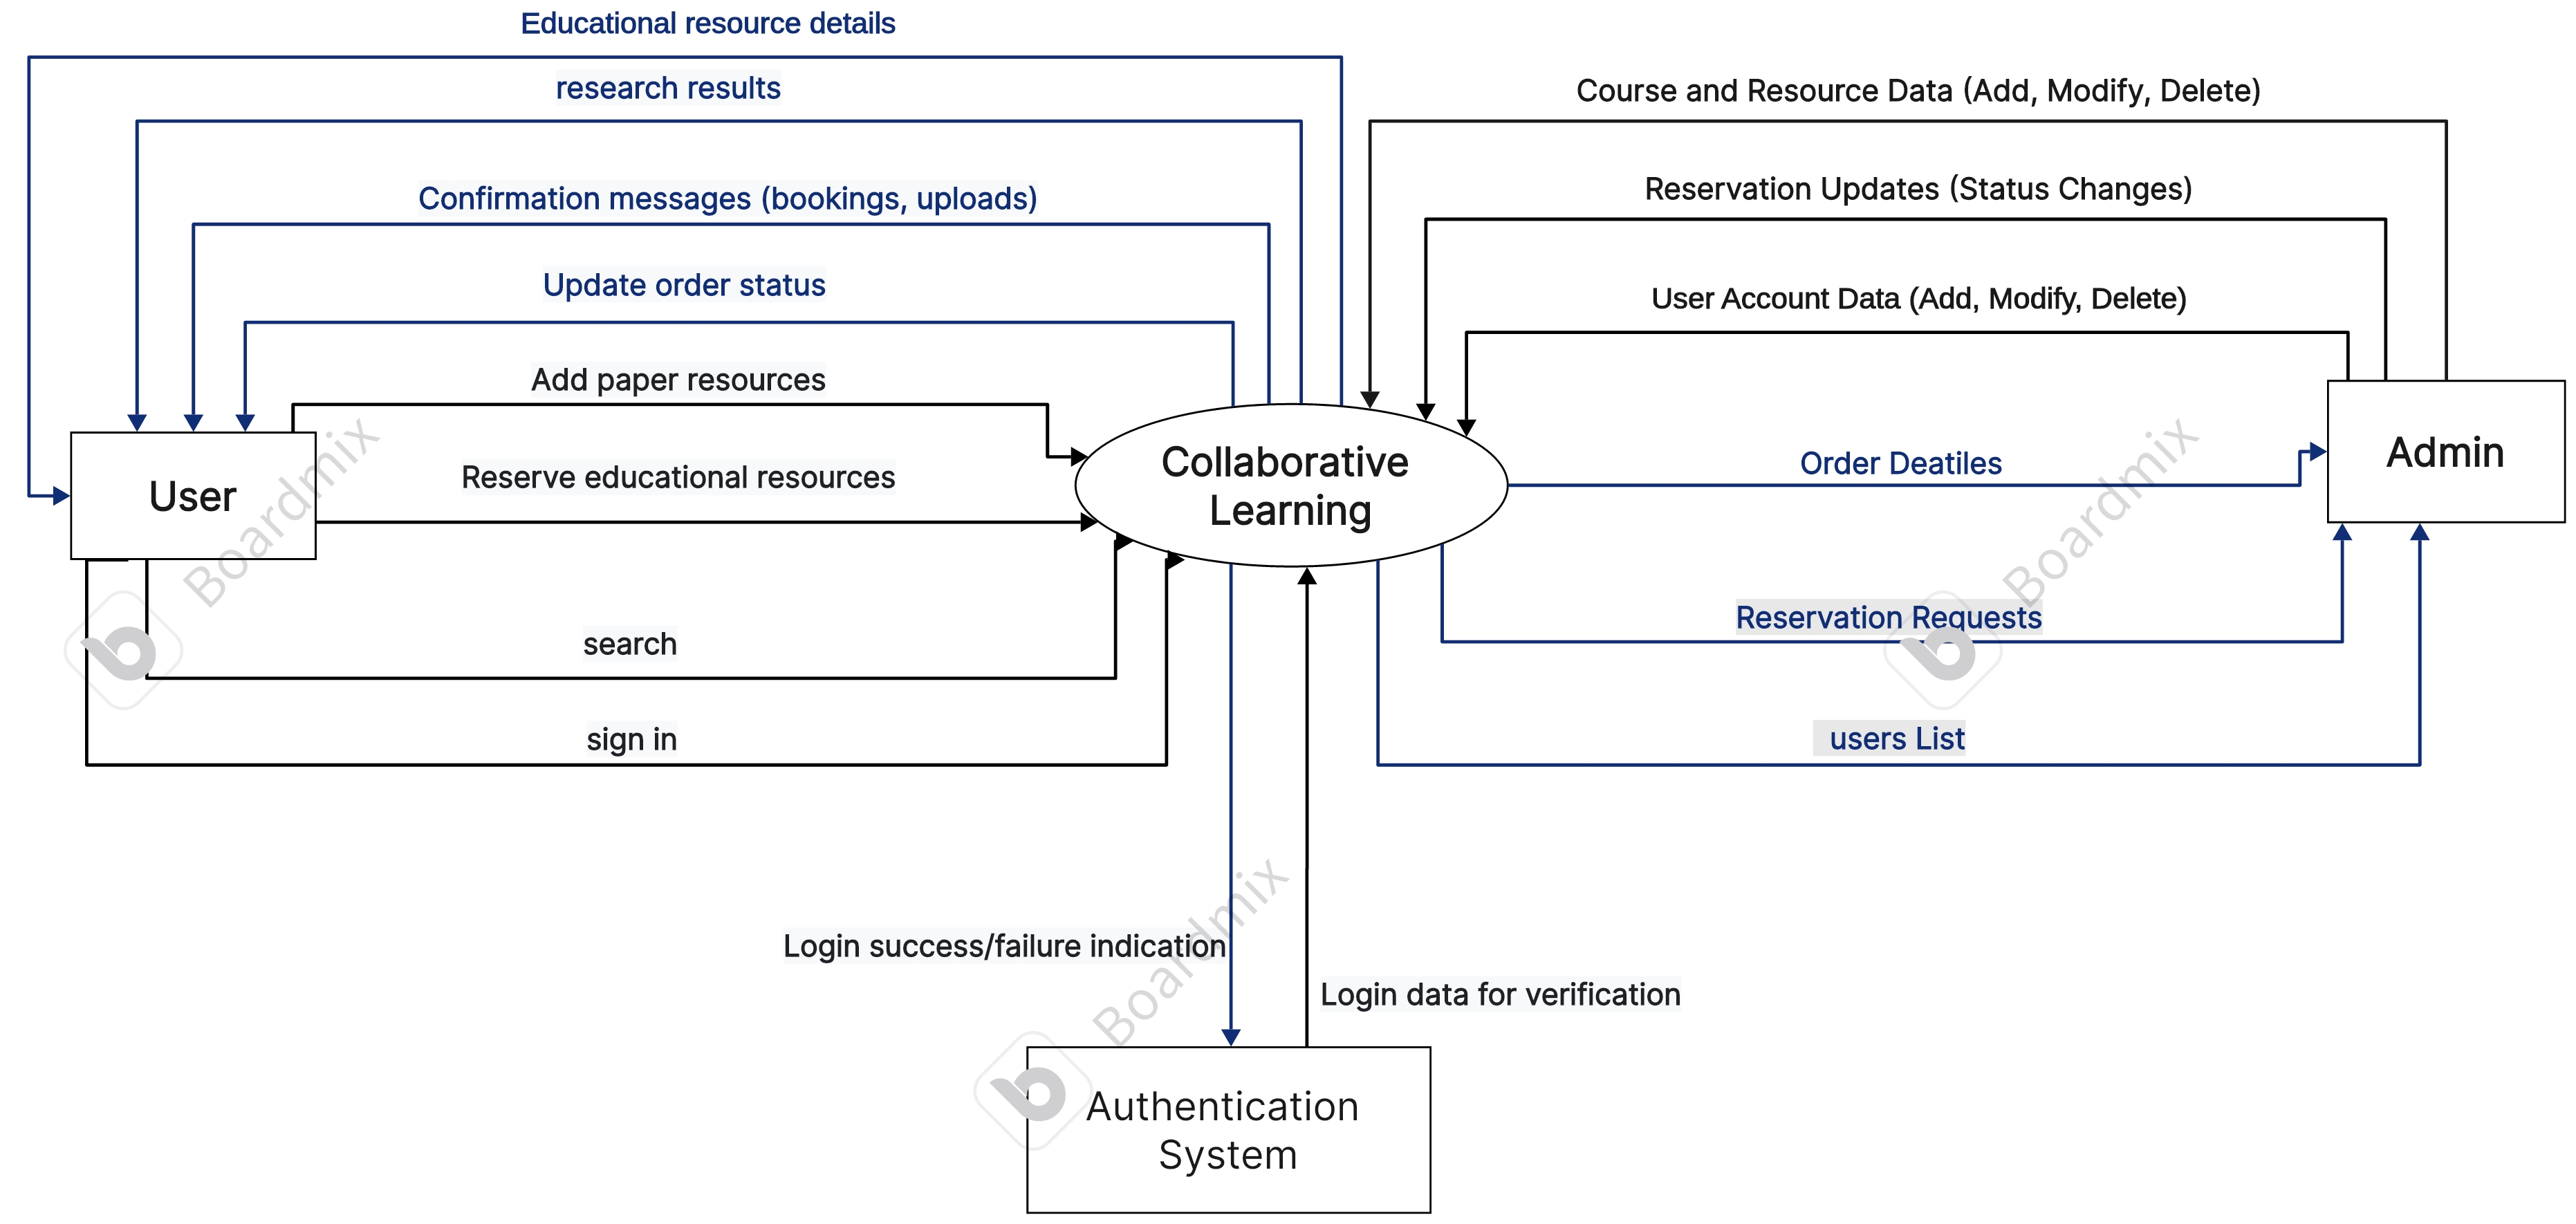 Educational resource details
research results
Course and Resource Data (Add, Modify, Delete)
Confirmation messages (bookings, uploads)
Reservation Updates (Status Changes)
Update order status
User Account Data (Add, Modify, Delete)
Add paper resources
Reserve educational resources
User
Collaborative
Learning
Order Deatiles
Admin
Boardmix
Boardmix
search
Reservation Requests
sign in
users List
Boardmix
Login success/failure indication
Login data for verification
Authentication
System